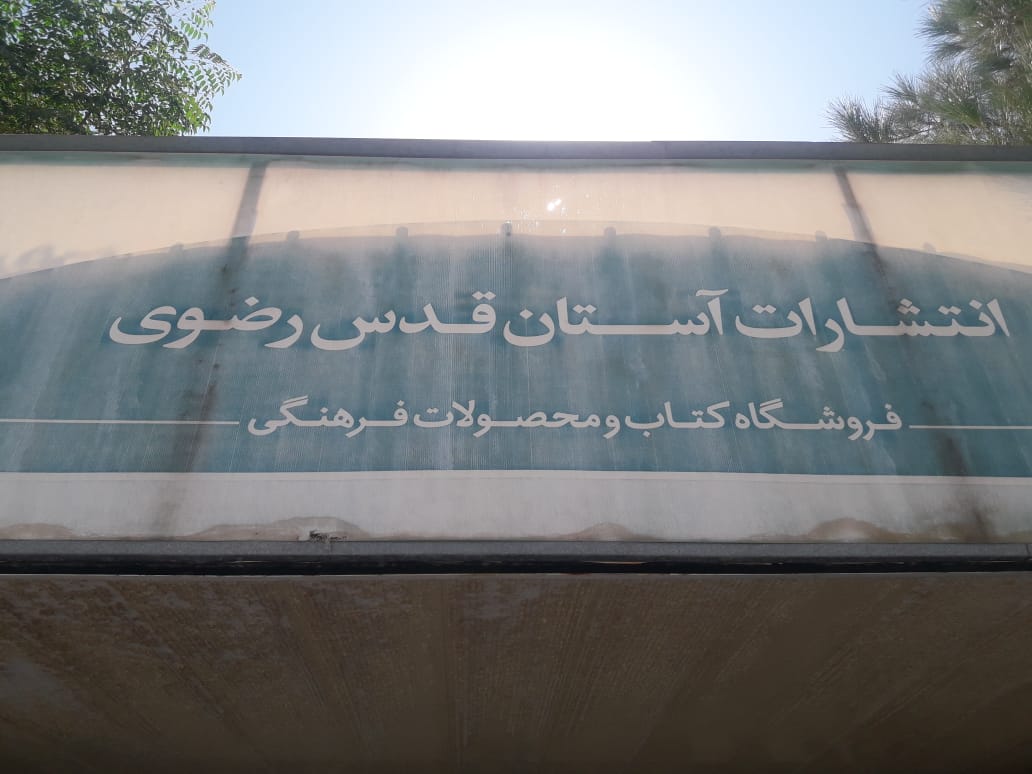 انتشارات آستان قدس رضوی
فروشگاه کتاب و محصولات فرهنگی